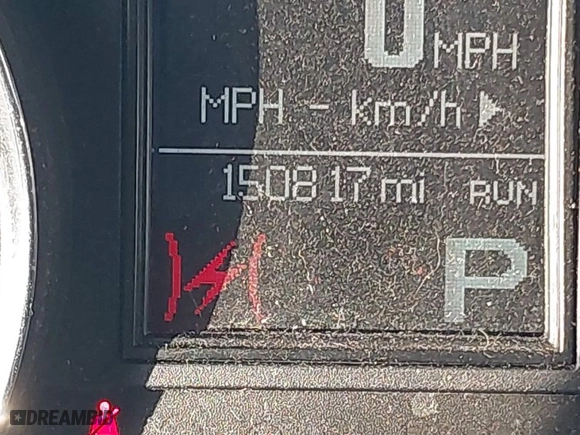 0 MPH
MPH - km/h ▶
150817 mi RUN
P
DREAMBID